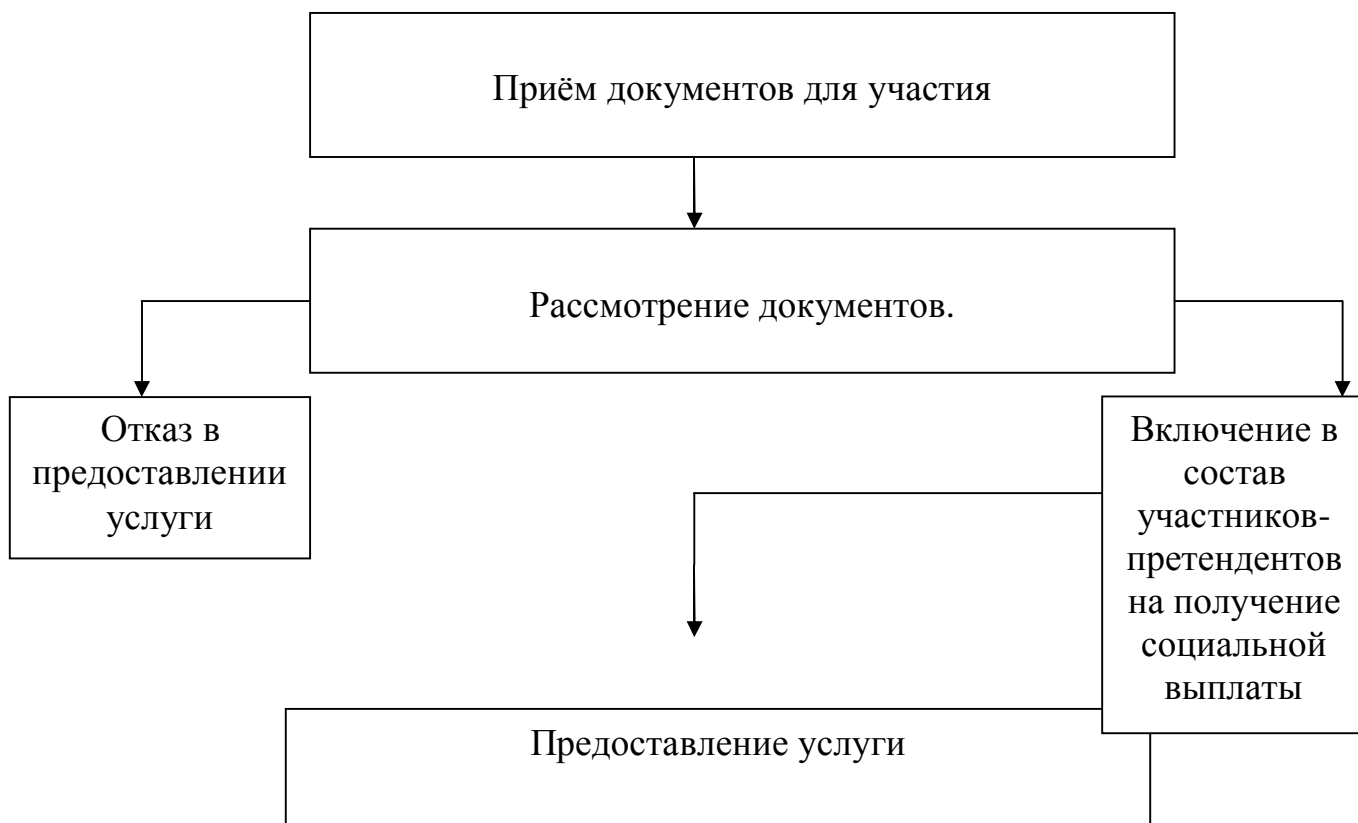 Приём документов для участия
Рассмотрение документов.
Отказ в
предоставлении
услуги
Включение в
состав
участников-
претендентов
на получение
социальной
выплаты
Предоставление услуги